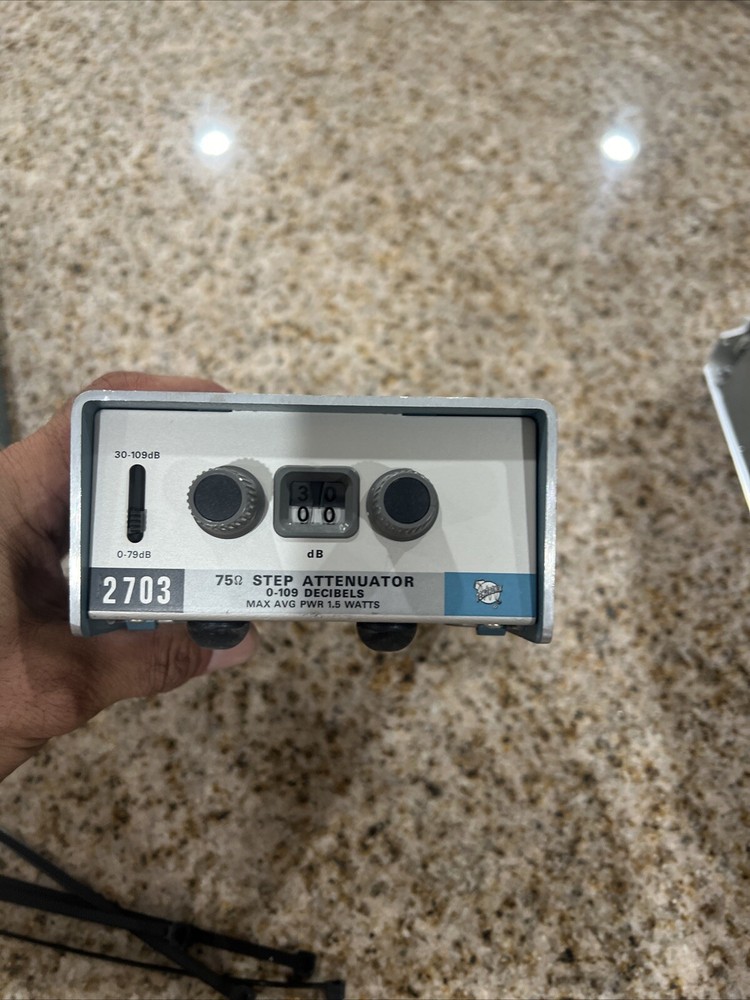 30-109dB
3 0
0 0
0-79dB
dB
2703
75Ω STEP ATTENUATOR
0-109 DECIBELS
MAX AVG PWR 1.5 WATTS